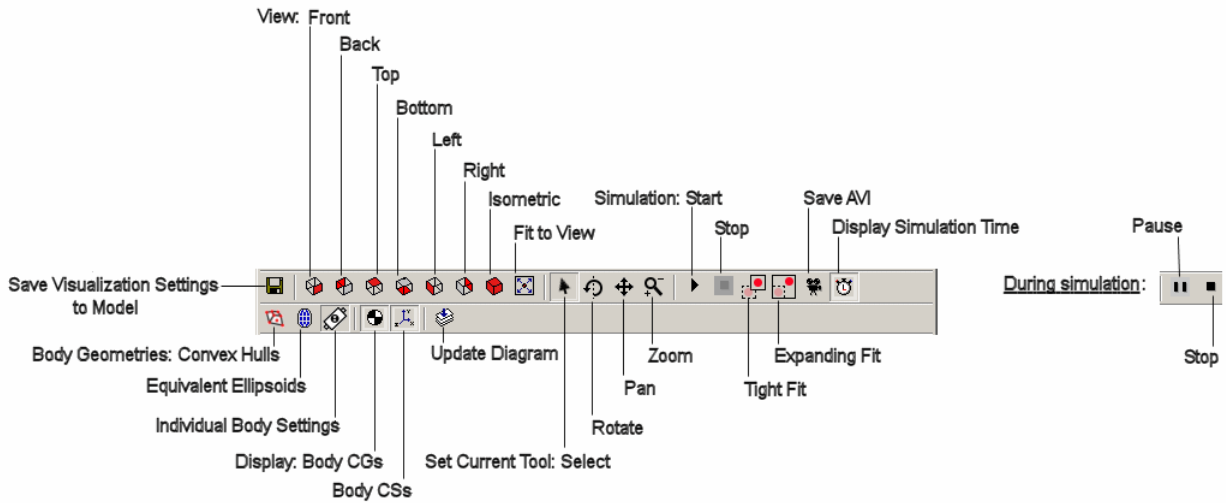 View: Front
Back
Top
Bottom
Left
Right
Isometric
Fit to View
Simulation: Start
Stop
Save AVI
Display Simulation Time
Pause
Save Visualization Settings
to Model
During simulation:
Body Geometries: Convex Hulls
Update Diagram
Zoom
Expanding Fit
Stop
Equivalent Ellipsoids
Pan
Tight Fit
Individual Body Settings
Rotate
Display: Body CGs
Set Current Tool: Select
Body CSs